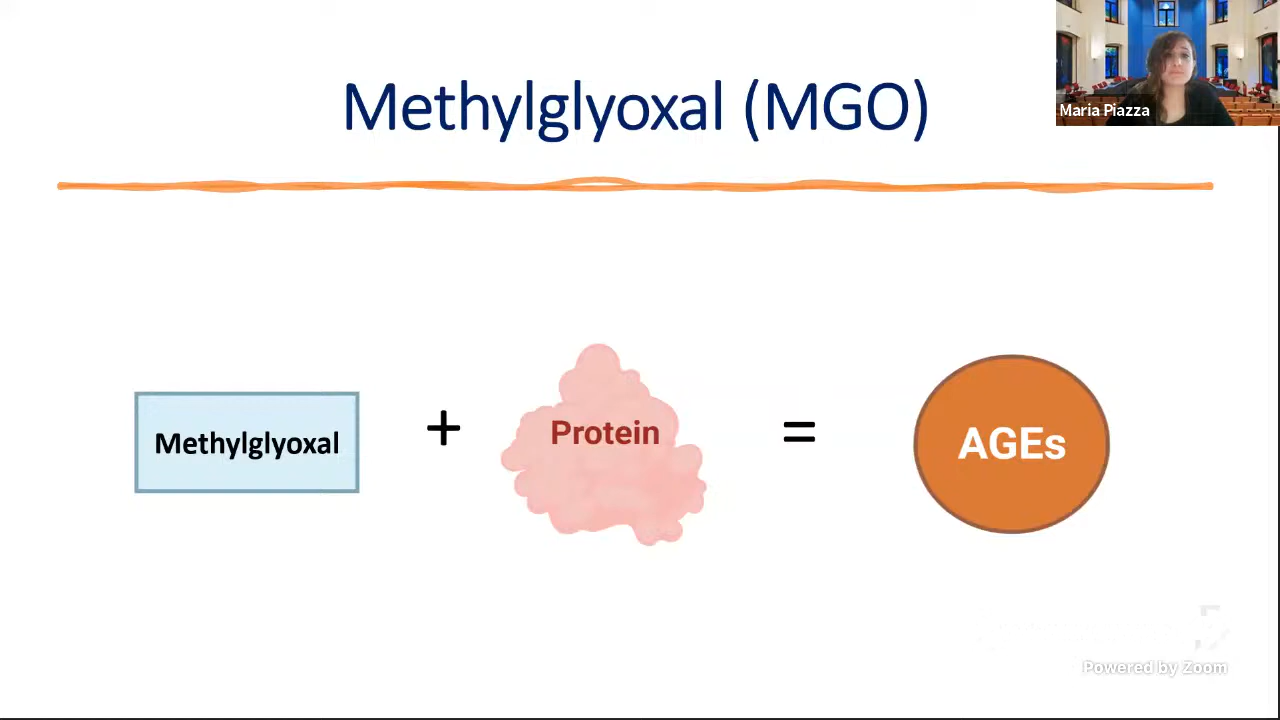 Methylglyoxal (MGO)
Maria Piazza
Methylglyoxal
+
Protein
=
AGEs
Powered by Zoom